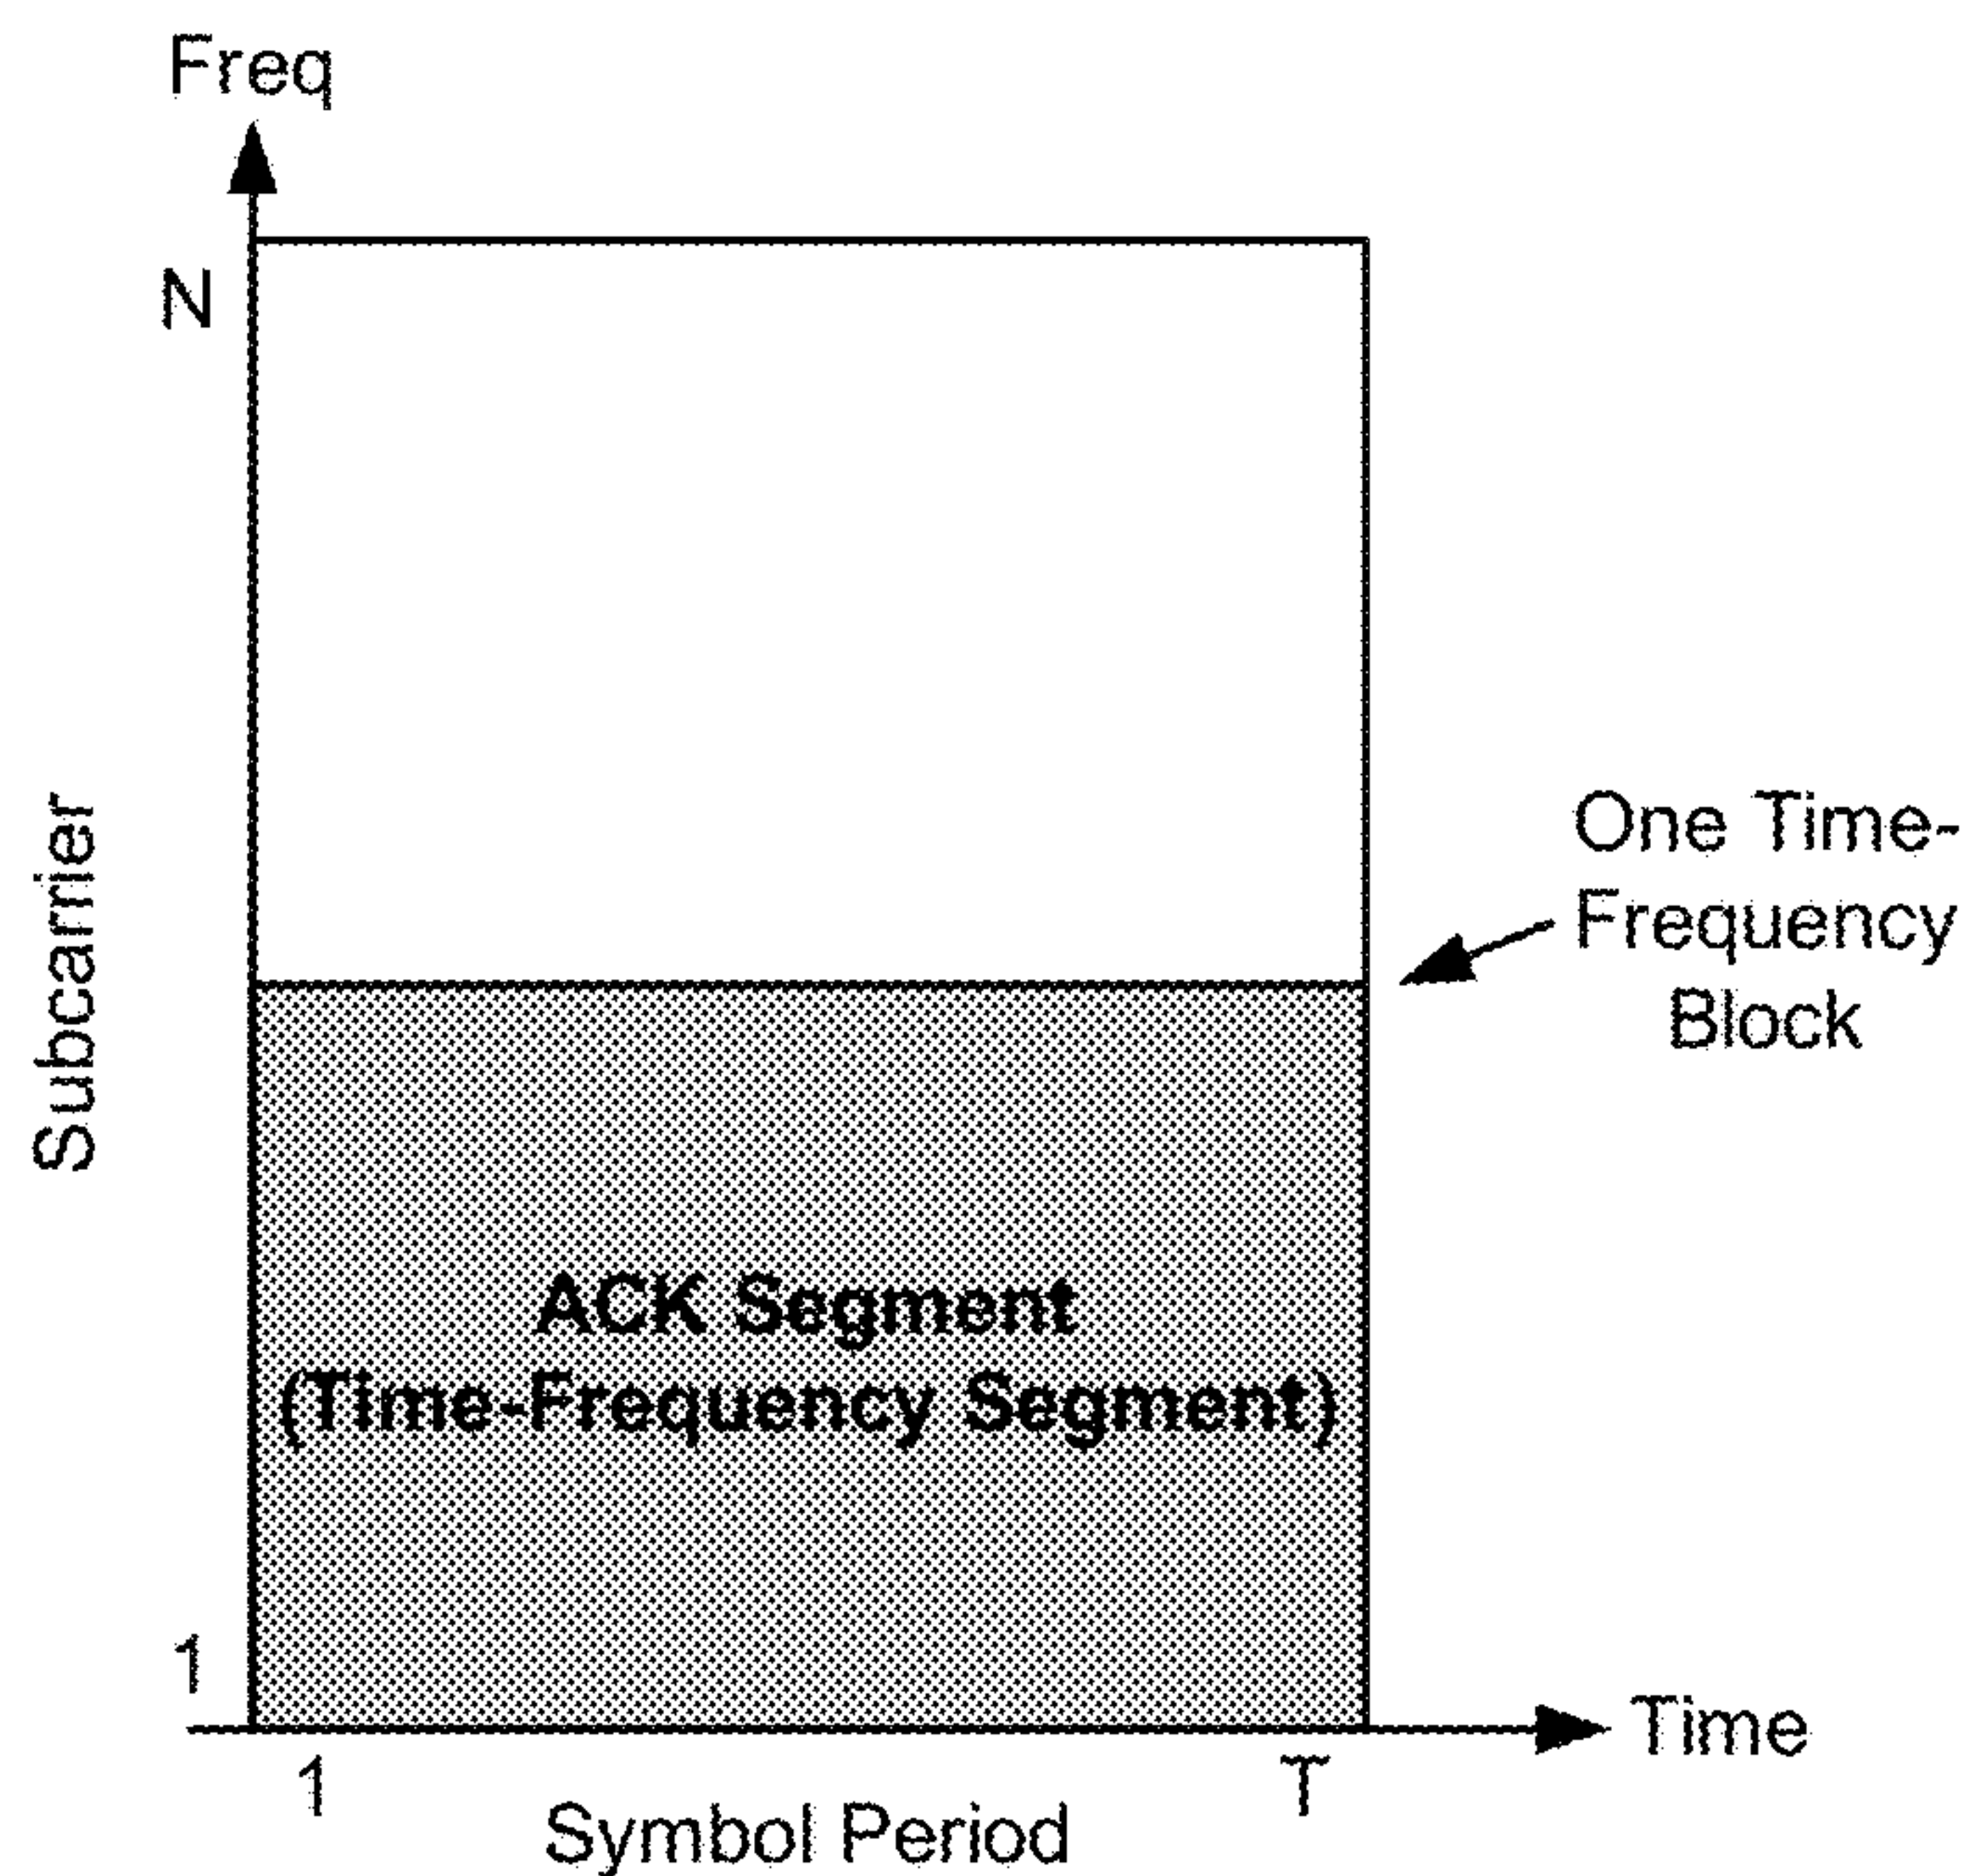 Freq
N
Subcarrier
One Time-
Frequency
Block
ACK Segment
(Time-Frequency Segment)
1
Time
1
T
Symbol Period